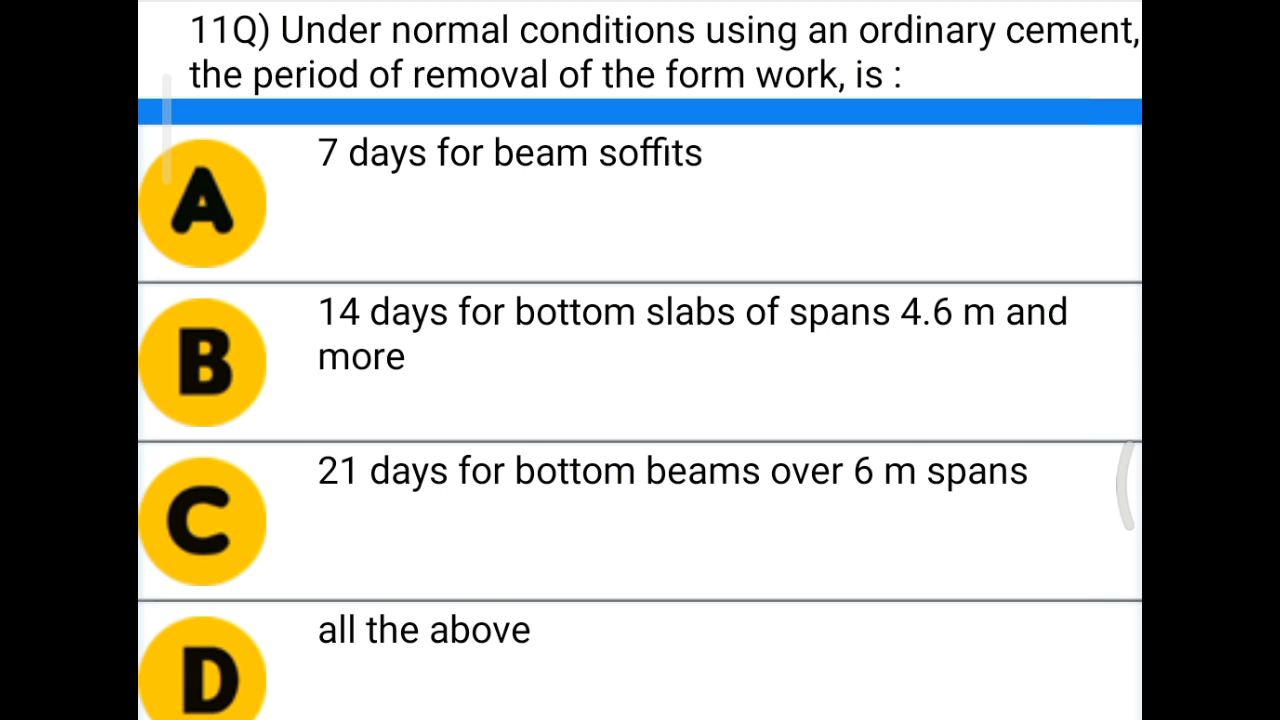 11Q) Under normal conditions using an ordinary cement,
the period of removal of the form work, is :
A
7 days for beam soffits
B
14 days for bottom slabs of spans 4.6 m and
more
C
21 days for bottom beams over 6 m spans
D
all the above